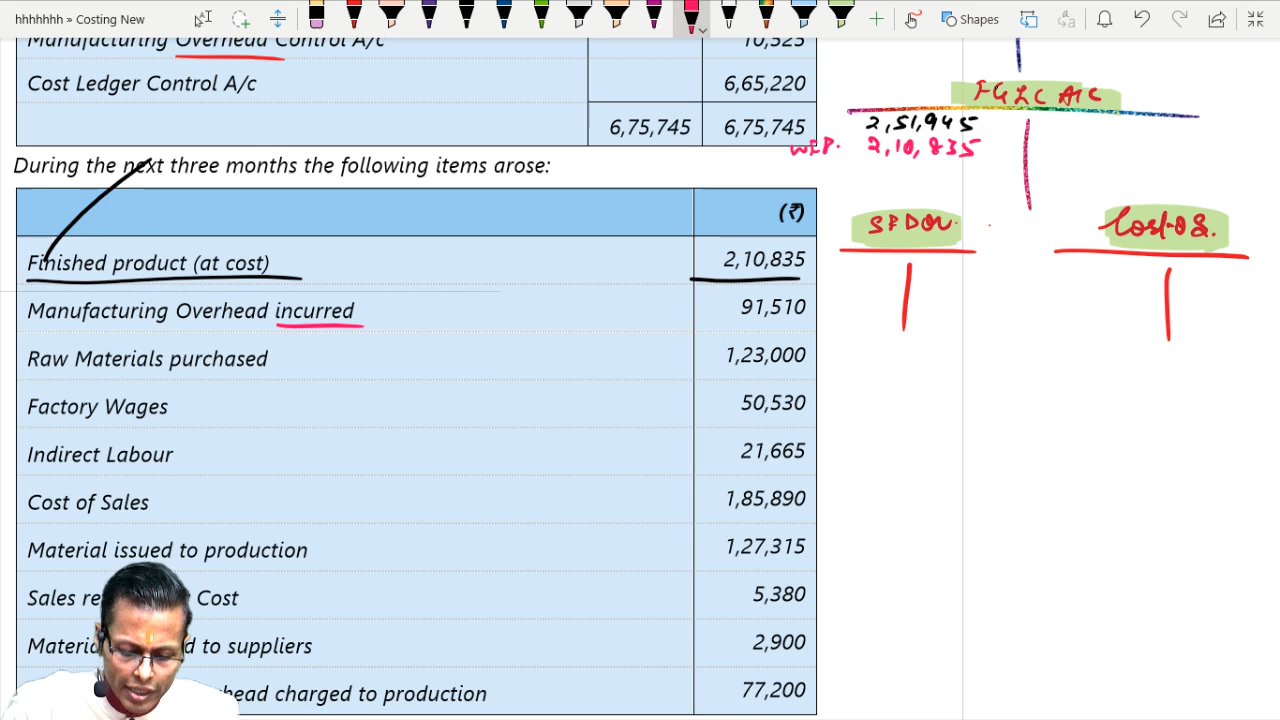 hhhhhhh » Costing New
Shapes
Manufacturing Overhead Control A/c 10,525
Cost Ledger Control A/c 6,65,220
6,75,745 6,75,745
During the next three months the following items arose:
(₹)
Finished product (at cost) 2,10,835
Manufacturing Overhead incurred 91,510
Raw Materials purchased 1,23,000
Factory Wages 50,530
Indirect Labour 21,665
Cost of Sales 1,85,890
Material issued to production 1,27,315
Sales re Cost 5,380
Materia d to suppliers 2,900
head charged to production 77,200
FGLC A/C
2,51,945
WIP. 2,10,835
Cost.O S.